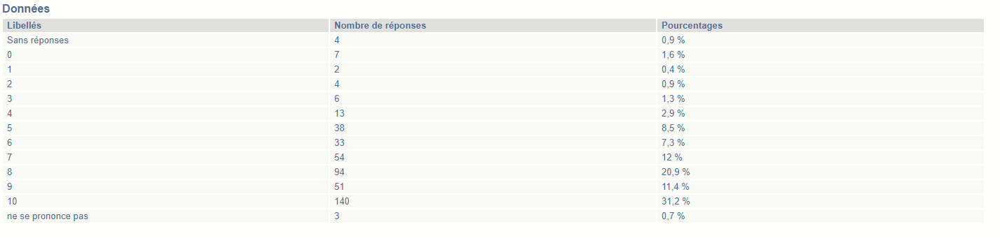 Données
Libellés Nombre de réponses Pourcentages
Sans réponses 4 0,9 %
0 7 1,6 %
1 2 0,4 %
2 4 0,9 %
3 6 1,3 %
4 13 2,9 %
5 38 8,5 %
6 33 7,3 %
7 54 12 %
8 94 20,9 %
9 51 11,4 %
10 140 31,2 %
ne se prononce pas 3 0,7 %